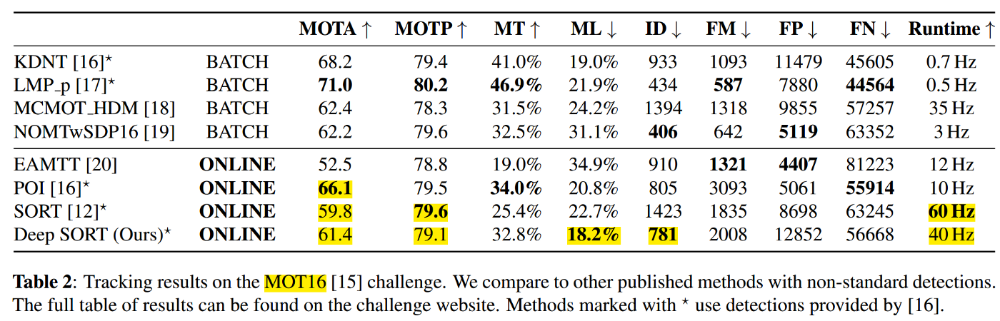 MOTA ↑ MOTP ↑ MT ↑ ML ↓ ID ↓ FM ↓ FP ↓ FN ↓ Runtime ↑
KDNT [16]⋆ BATCH 68.2 79.4 41.0% 19.0% 933 1093 11479 45605 0.7 Hz
LMP_p [17]⋆ BATCH 71.0 80.2 46.9% 21.9% 434 587 7880 44564 0.5 Hz
MCMOT_HDM [18] BATCH 62.4 78.3 31.5% 24.2% 1394 1318 9855 57257 35 Hz
NOMTwSDP16 [19] BATCH 62.2 79.6 32.5% 31.1% 406 642 5119 63352 3 Hz
EAMTT [20] ONLINE 52.5 78.8 19.0% 34.9% 910 1321 4407 81223 12 Hz
POI [16]⋆ ONLINE 66.1 79.5 34.0% 20.8% 805 3093 5061 55914 10 Hz
SORT [12]⋆ ONLINE 59.8 79.6 25.4% 22.7% 1423 1835 8698 63245 60 Hz
Deep SORT (Ours)⋆ ONLINE 61.4 79.1 32.8% 18.2% 781 2008 12852 56668 40 Hz
Table 2: Tracking results on the MOT16 [15] challenge. We compare to other published methods with non-standard detections.
The full table of results can be found on the challenge website. Methods marked with ⋆ use detections provided by [16].